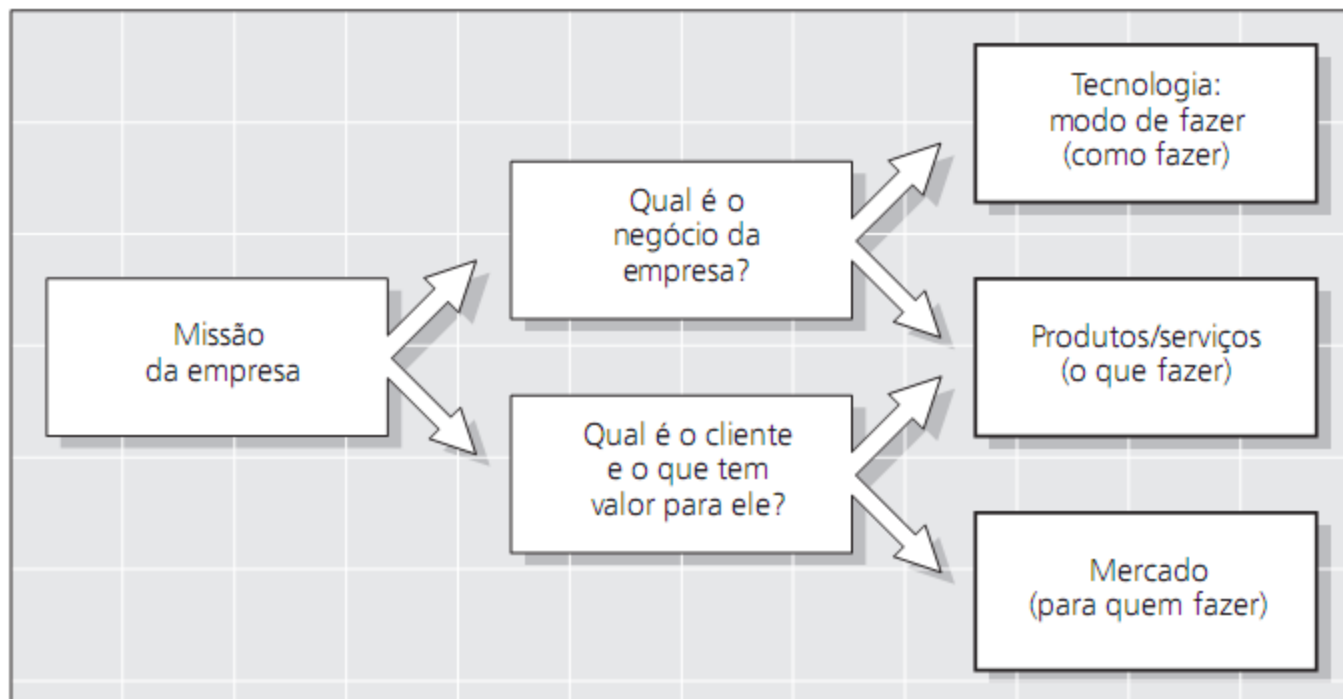 Missão
da empresa
Qual é o
negócio da
empresa?
Qual é o cliente
e o que tem
valor para ele?
Tecnologia:
modo de fazer
(como fazer)
Produtos/serviços
(o que fazer)
Mercado
(para quem fazer)